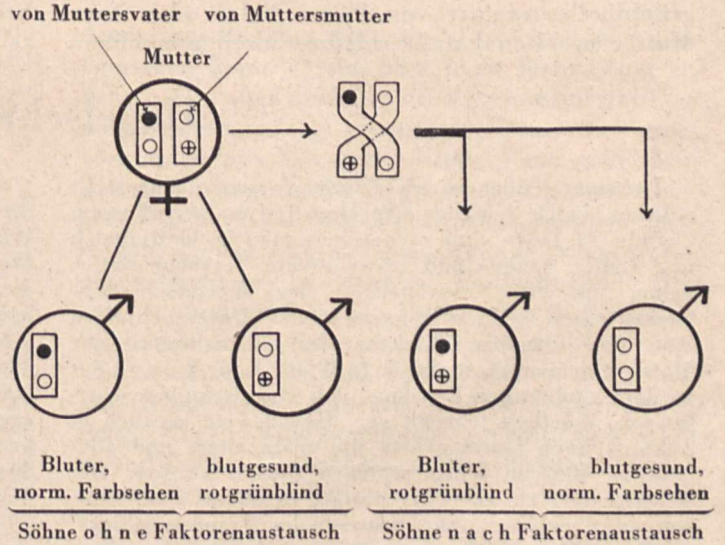 von Muttersvater von Muttersmutter
Mutter
Bluter, blutgesund, Bluter, blutgesund,
norm. Farbsehen rotgrünblind rotgrünblind norm. Farbsehen
Söhne o h n e Faktorenaustausch Söhne n a c h Faktorenaustausch